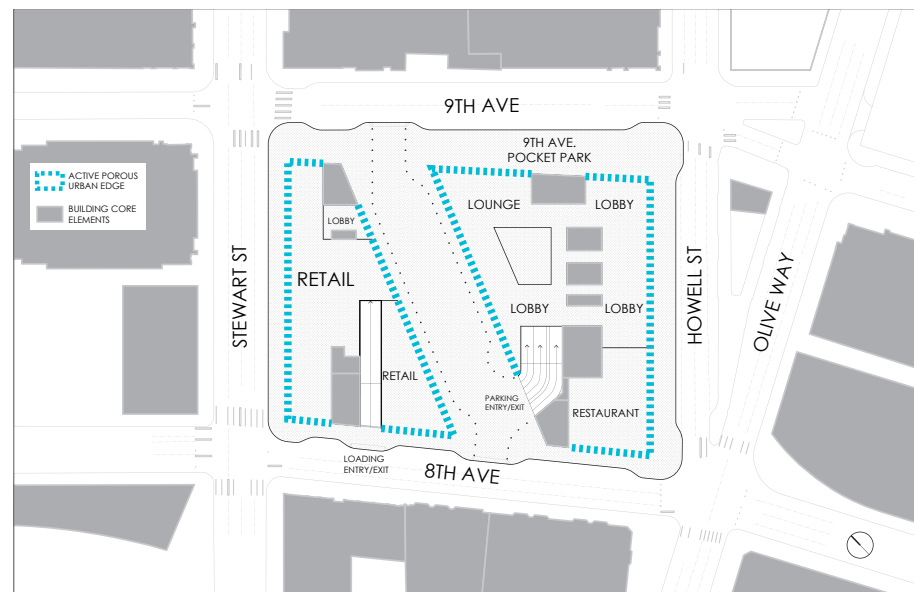 9TH AVE
9TH AVE.
POCKET PARK
ACTIVE POROUS
URBAN EDGE
BUILDING CORE
ELEMENTS
LOUNGE
LOBBY
LOBBY
STEWART ST
RETAIL
HOWELL ST
OLIVE WAY
LOBBY
LOBBY
RETAIL
PARKING
ENTRY/EXIT
RESTAURANT
LOADING
ENTRY/EXIT
8TH AVE